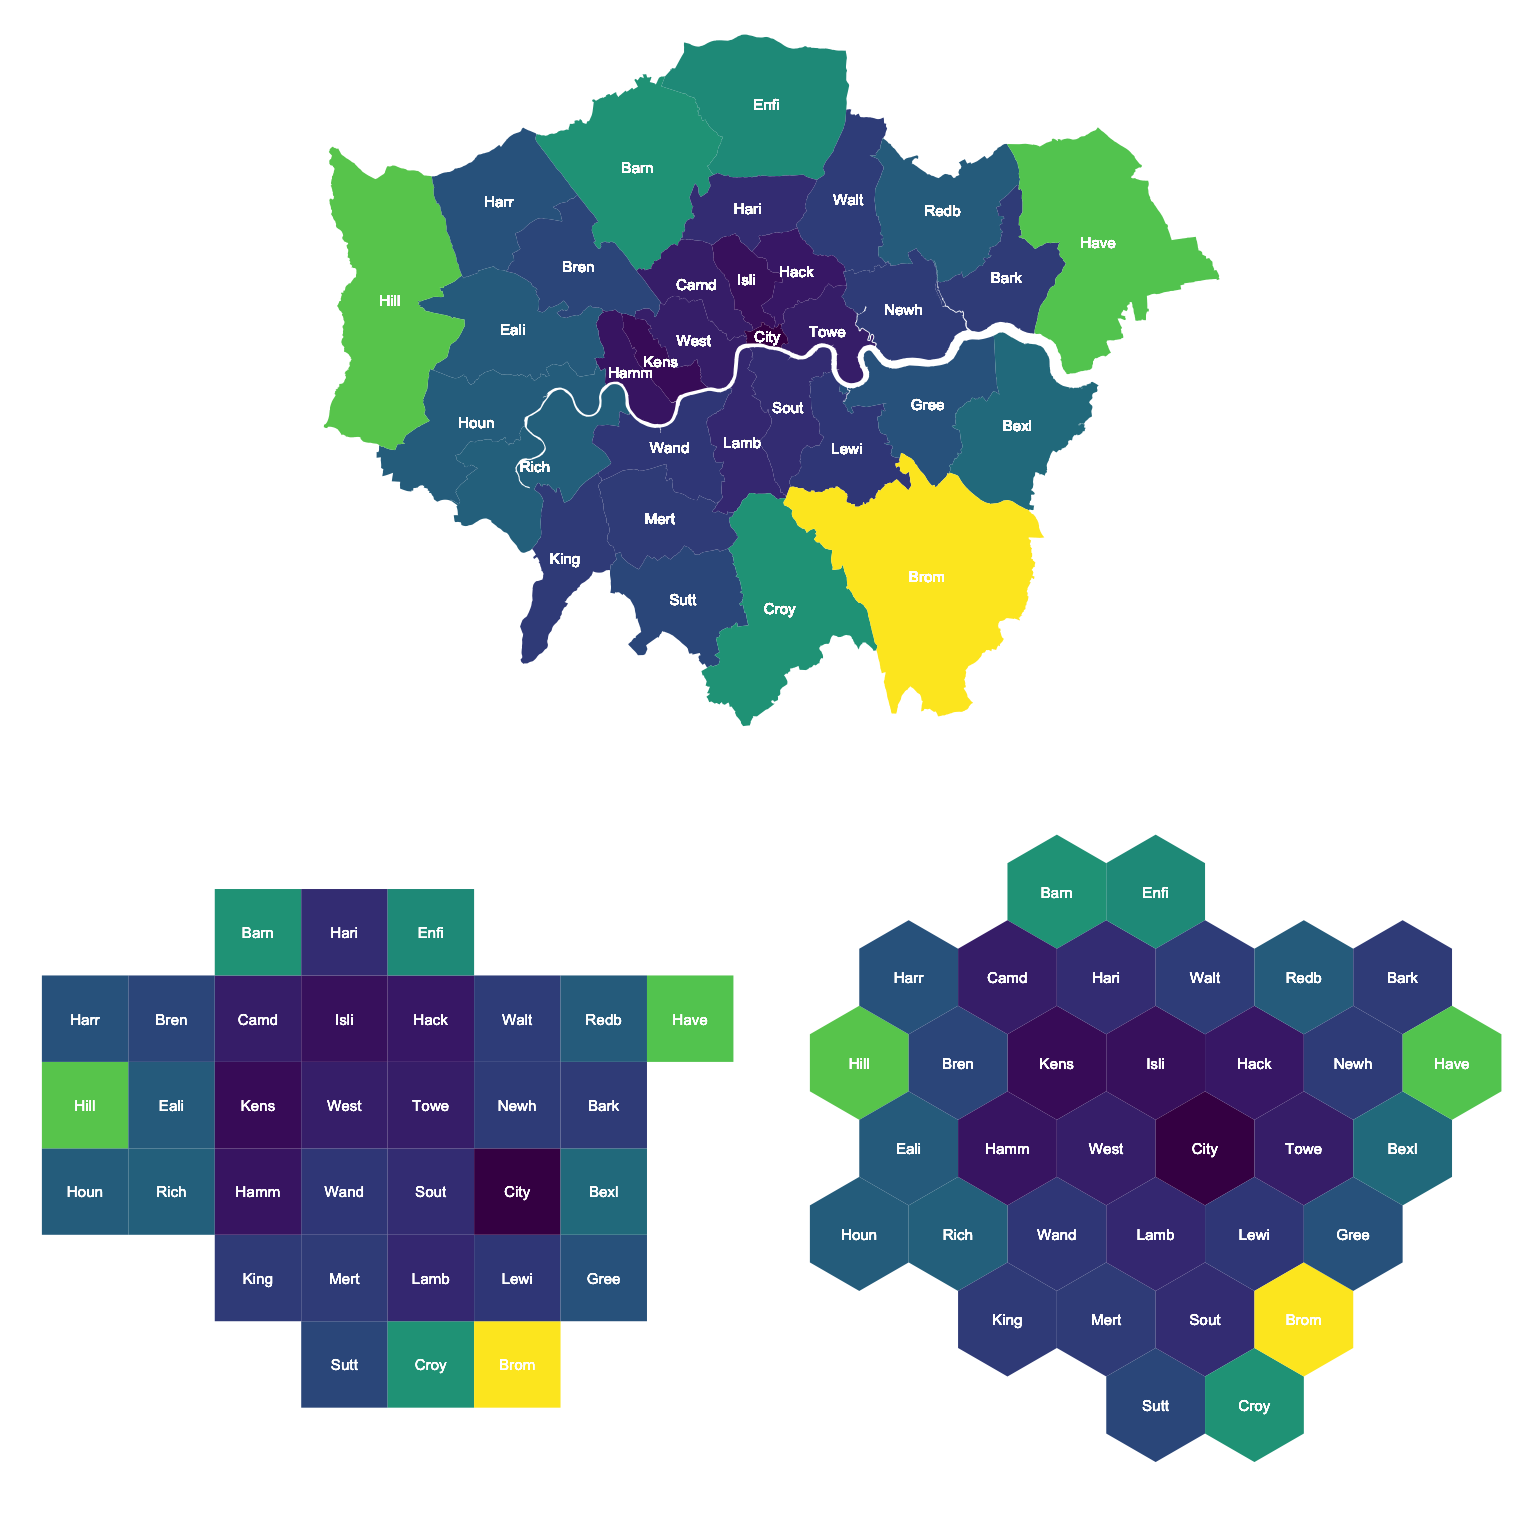 Enfi
Barn
Harr
Hari
Walt
Redb
Have
Bren
Camd
Isli
Hack
Bark
Hill
Newh
Eali
West
City
Towe
Kens
Hamm
Houn
Sout
Gree
Bexl
Lamb
Wand
Lewi
Rich
Mert
King
Brom
Sutt
Croy
Barn Hari Enfi
Harr Bren Camd Isli Hack Walt Redb Have
Hill Eali Kens West Towe Newh Bark
Houn Rich Hamm Wand Sout City Bexl
King Mert Lamb Lewi Gree
Sutt Croy Brom
Barn Enfi
Harr Camd Hari Walt Redb Bark
Hill Bren Kens Isli Hack Newh Have
Eali Hamm West City Towe Bexl
Houn Rich Wand Lamb Lewi Gree
King Mert Sout Brom
Sutt Croy